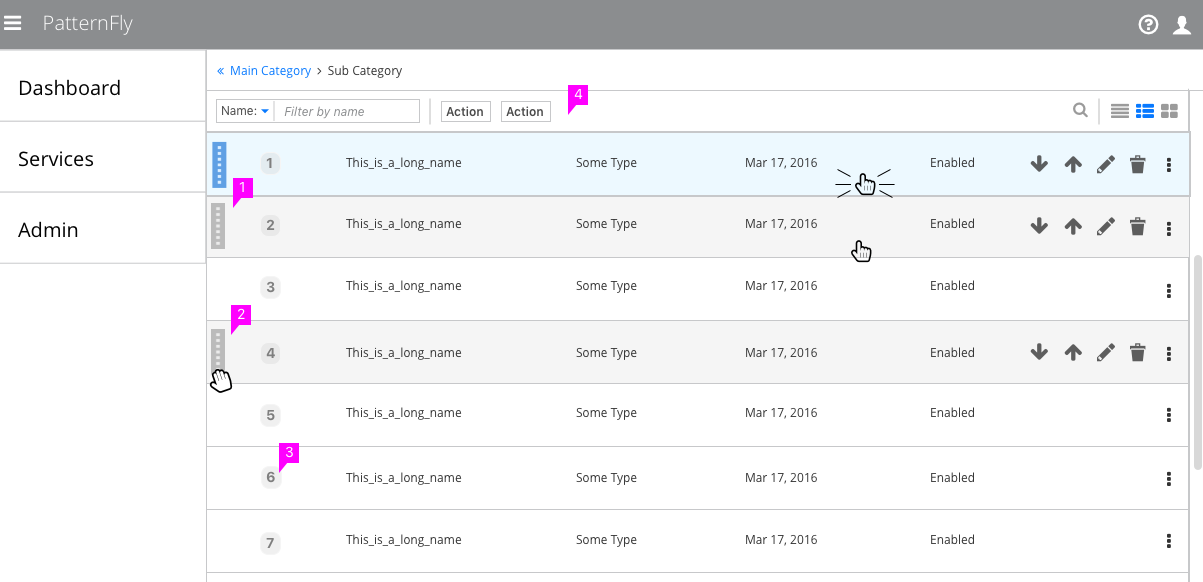 PatternFly
Dashboard
Services
Admin
« Main Category › Sub Category
Name: Filter by name Action Action 4
1 This_is_a_long_name Some Type Mar 17, 2016 Enabled
1
2 This_is_a_long_name Some Type Mar 17, 2016 Enabled
3 This_is_a_long_name Some Type Mar 17, 2016 Enabled
2
4 This_is_a_long_name Some Type Mar 17, 2016 Enabled
5 This_is_a_long_name Some Type Mar 17, 2016 Enabled
3
6 This_is_a_long_name Some Type Mar 17, 2016 Enabled
7 This_is_a_long_name Some Type Mar 17, 2016 Enabled